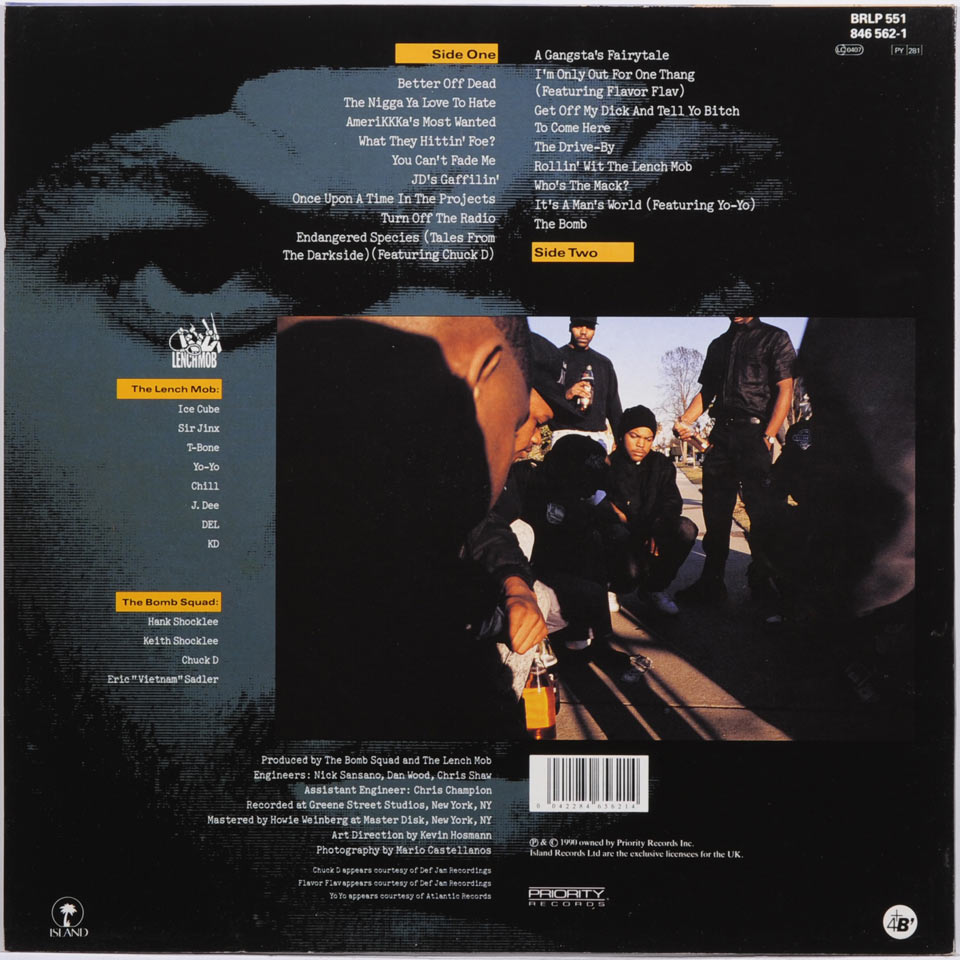 BRLP 551
846 562-1
LC 0407
PY 281
Side One
Better Off Dead
The Nigga Ya Love To Hate
AmeriKKKa's Most Wanted
What They Hittin' Foe?
You Can't Fade Me
JD's Gaffilin'
Once Upon A Time In The Projects
Turn Off The Radio
Endangered Species (Tales From
The Darkside)(Featuring Chuck D)
A Gangsta's Fairytale
I'm Only Out For One Thang
(Featuring Flavor Flav)
Get Off My Dick And Tell Yo Bitch
To Come Here
The Drive-By
Rollin' Wit The Lench Mob
Who's The Mack?
It's A Man's World (Featuring Yo-Yo)
The Bomb
Side Two
LENCH MOB
The Lench Mob:
Ice Cube
Sir Jinx
T-Bone
Yo-Yo
Chill
J. Dee
DEL
KD
The Bomb Squad:
Hank Shocklee
Keith Shocklee
Chuck D
Eric "Vietnam" Sadler
Produced by The Bomb Squad and The Lench Mob
Engineers: Nick Sansano, Dan Wood, Chris Shaw
Assistant Engineer: Chris Champion
Recorded at Greene Street Studios, New York, NY
Mastered by Howie Weinberg at Master Disk, New York, NY
Art Direction by Kevin Hosmann
Photography by Mario Castellanos
Chuck D appears courtesy of Def Jam Recordings
Flavor Flav appears courtesy of Def Jam Recordings
Yo Yo appears courtesy of Atlantic Records
0 042284 656214
℗ & © 1990 owned by Priority Records Inc.
Island Records Ltd are the exclusive licensees for the UK.
PRIORITY
RECORDS
ISLAND
4th B'